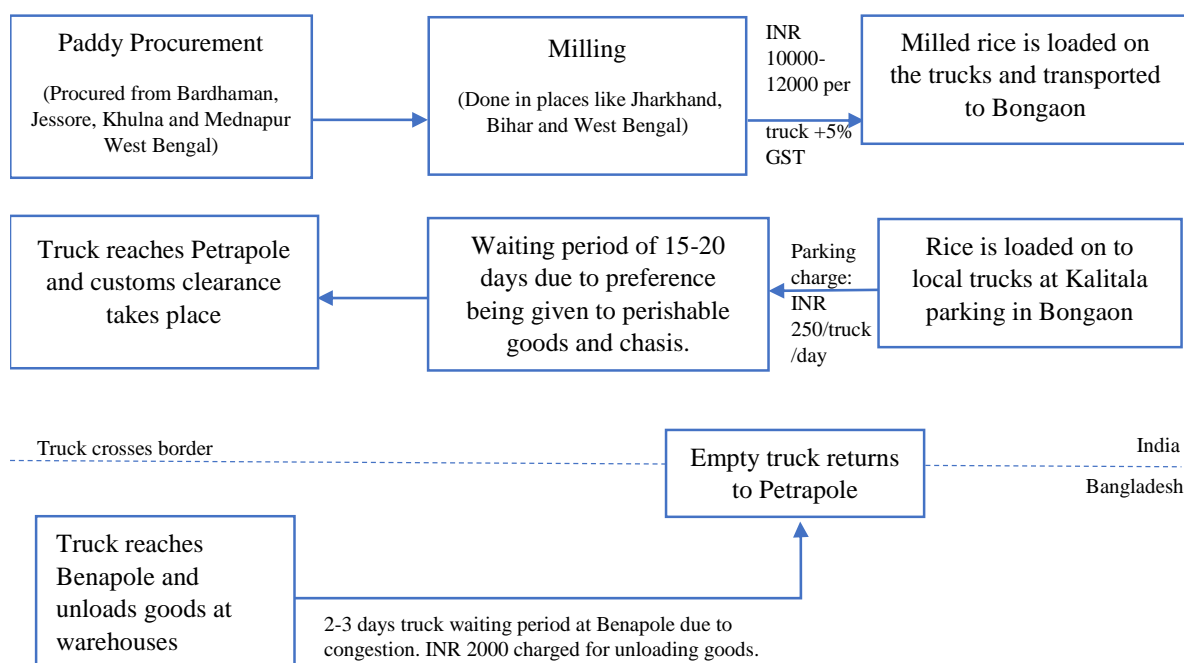 Paddy Procurement
(Procured from Bardhaman,
Jessore, Khulna and Mednapur
West Bengal)
Milling
(Done in places like Jharkhand,
Bihar and West Bengal)
INR
10000-
12000 per
truck +5%
GST
Milled rice is loaded on
the trucks and transported
to Bongaon
Truck reaches Petrapole
and customs clearance
takes place
Waiting period of 15-20
days due to preference
being given to perishable
goods and chasis.
Parking
charge:
INR
250/truck
/day
Rice is loaded on to
local trucks at Kalitala
parking in Bongaon
Truck crosses border
Empty truck returns
to Petrapole
India
Bangladesh
Truck reaches
Benapole and
unloads goods at
warehouses
2-3 days truck waiting period at Benapole due to
congestion. INR 2000 charged for unloading goods.